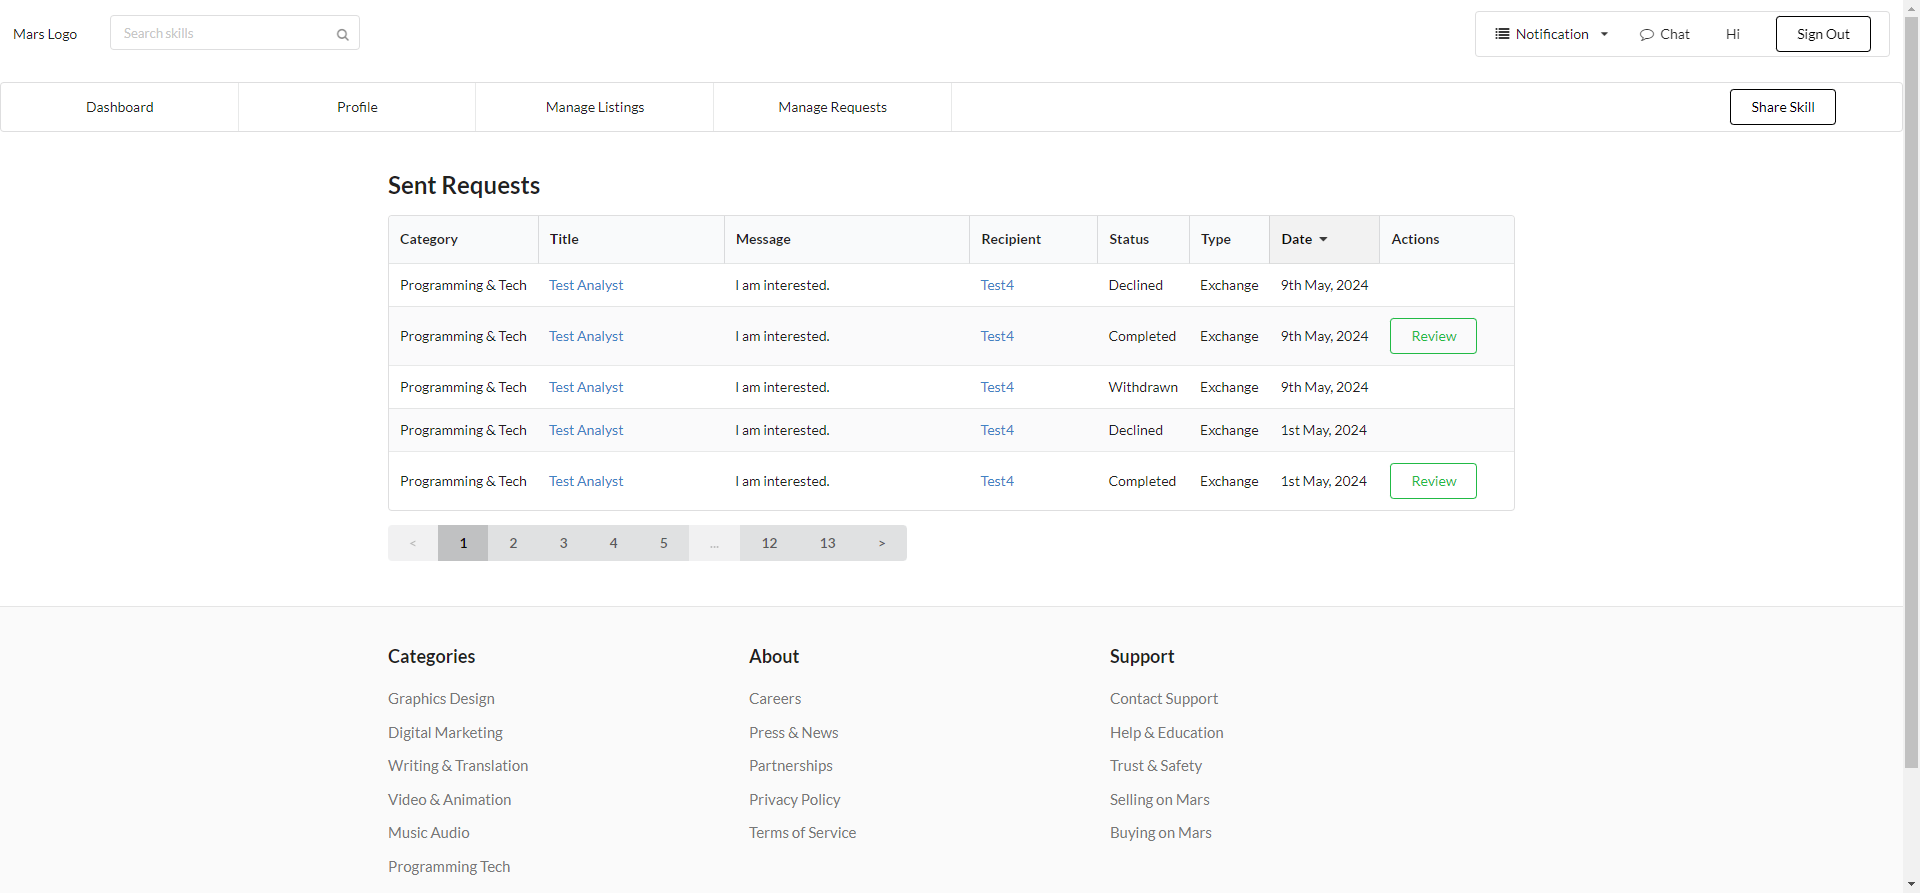 Mars Logo
Search skills
Notification
Chat
Hi
Sign Out
Dashboard
Profile
Manage Listings
Manage Requests
Share Skill
Sent Requests
Category Title Message Recipient Status Type Date Actions
Programming & Tech Test Analyst I am interested. Test4 Declined Exchange 9th May, 2024
Programming & Tech Test Analyst I am interested. Test4 Completed Exchange 9th May, 2024 Review
Programming & Tech Test Analyst I am interested. Test4 Withdrawn Exchange 9th May, 2024
Programming & Tech Test Analyst I am interested. Test4 Declined Exchange 1st May, 2024
Programming & Tech Test Analyst I am interested. Test4 Completed Exchange 1st May, 2024 Review
< 1 2 3 4 5 ... 12 13 >
Categories
Graphics Design
Digital Marketing
Writing & Translation
Video & Animation
Music Audio
Programming Tech
About
Careers
Press & News
Partnerships
Privacy Policy
Terms of Service
Support
Contact Support
Help & Education
Trust & Safety
Selling on Mars
Buying on Mars